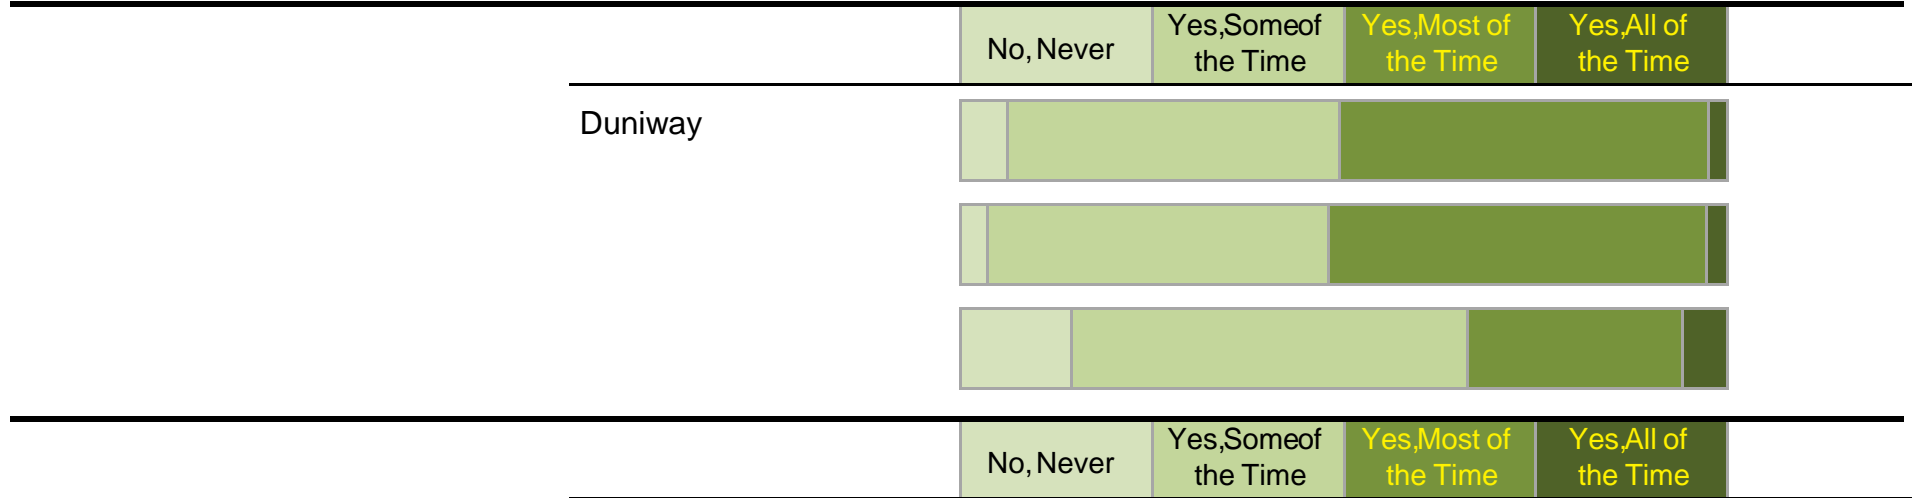 No, Never
Yes,Someof
the Time
Yes,Most of
the Time
Yes,All of
the Time
Duniway
No, Never
Yes,Someof
the Time
Yes,Most of
the Time
Yes,All of
the Time